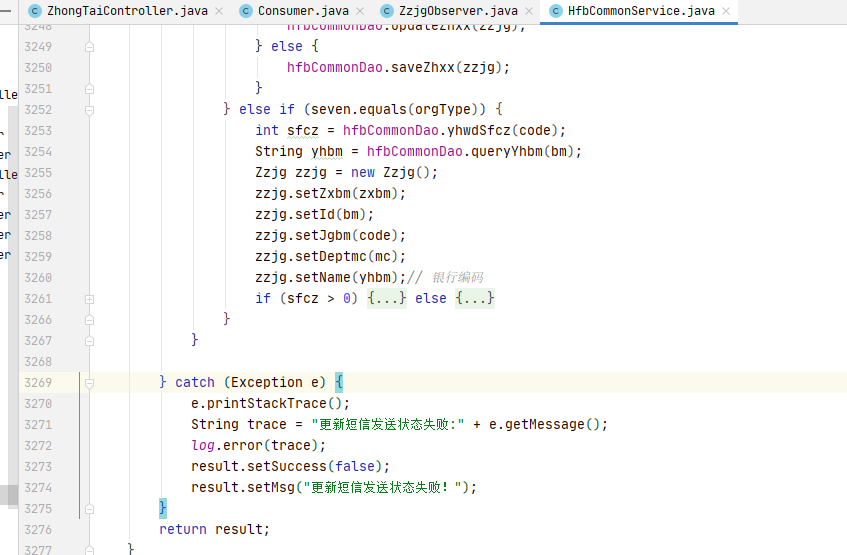 ZhongTaiController.java
Consumer.java
ZzjgObserver.java
HfbCommonService.java
3248 hfbCommonDao.updateZhxx(zzjg);
3249 } else {
3250 hfbCommonDao.saveZhxx(zzjg);
3251 }
3252 } else if (seven.equals(orgType)) {
3253 int sfcz = hfbCommonDao.yhwdSfcz(code);
3254 String yhbm = hfbCommonDao.queryYhbm(bm);
3255 Zzjg zzjg = new Zzjg();
3256 zzjg.setZxbm(zxbm);
3257 zzjg.setId(bm);
3258 zzjg.setJgbm(code);
3259 zzjg.setDeptmc(mc);
3260 zzjg.setName(yhbm);// 银行编码
3261 if (sfcz > 0) {...} else {...}
3266 }
3267 }
3268
3269 } catch (Exception e) {
3270 e.printStackTrace();
3271 String trace = "更新短信发送状态失败:" + e.getMessage();
3272 log.error(trace);
3273 result.setSuccess(false);
3274 result.setMsg("更新短信发送状态失败！");
3275 }
3276 return result;
3277 }